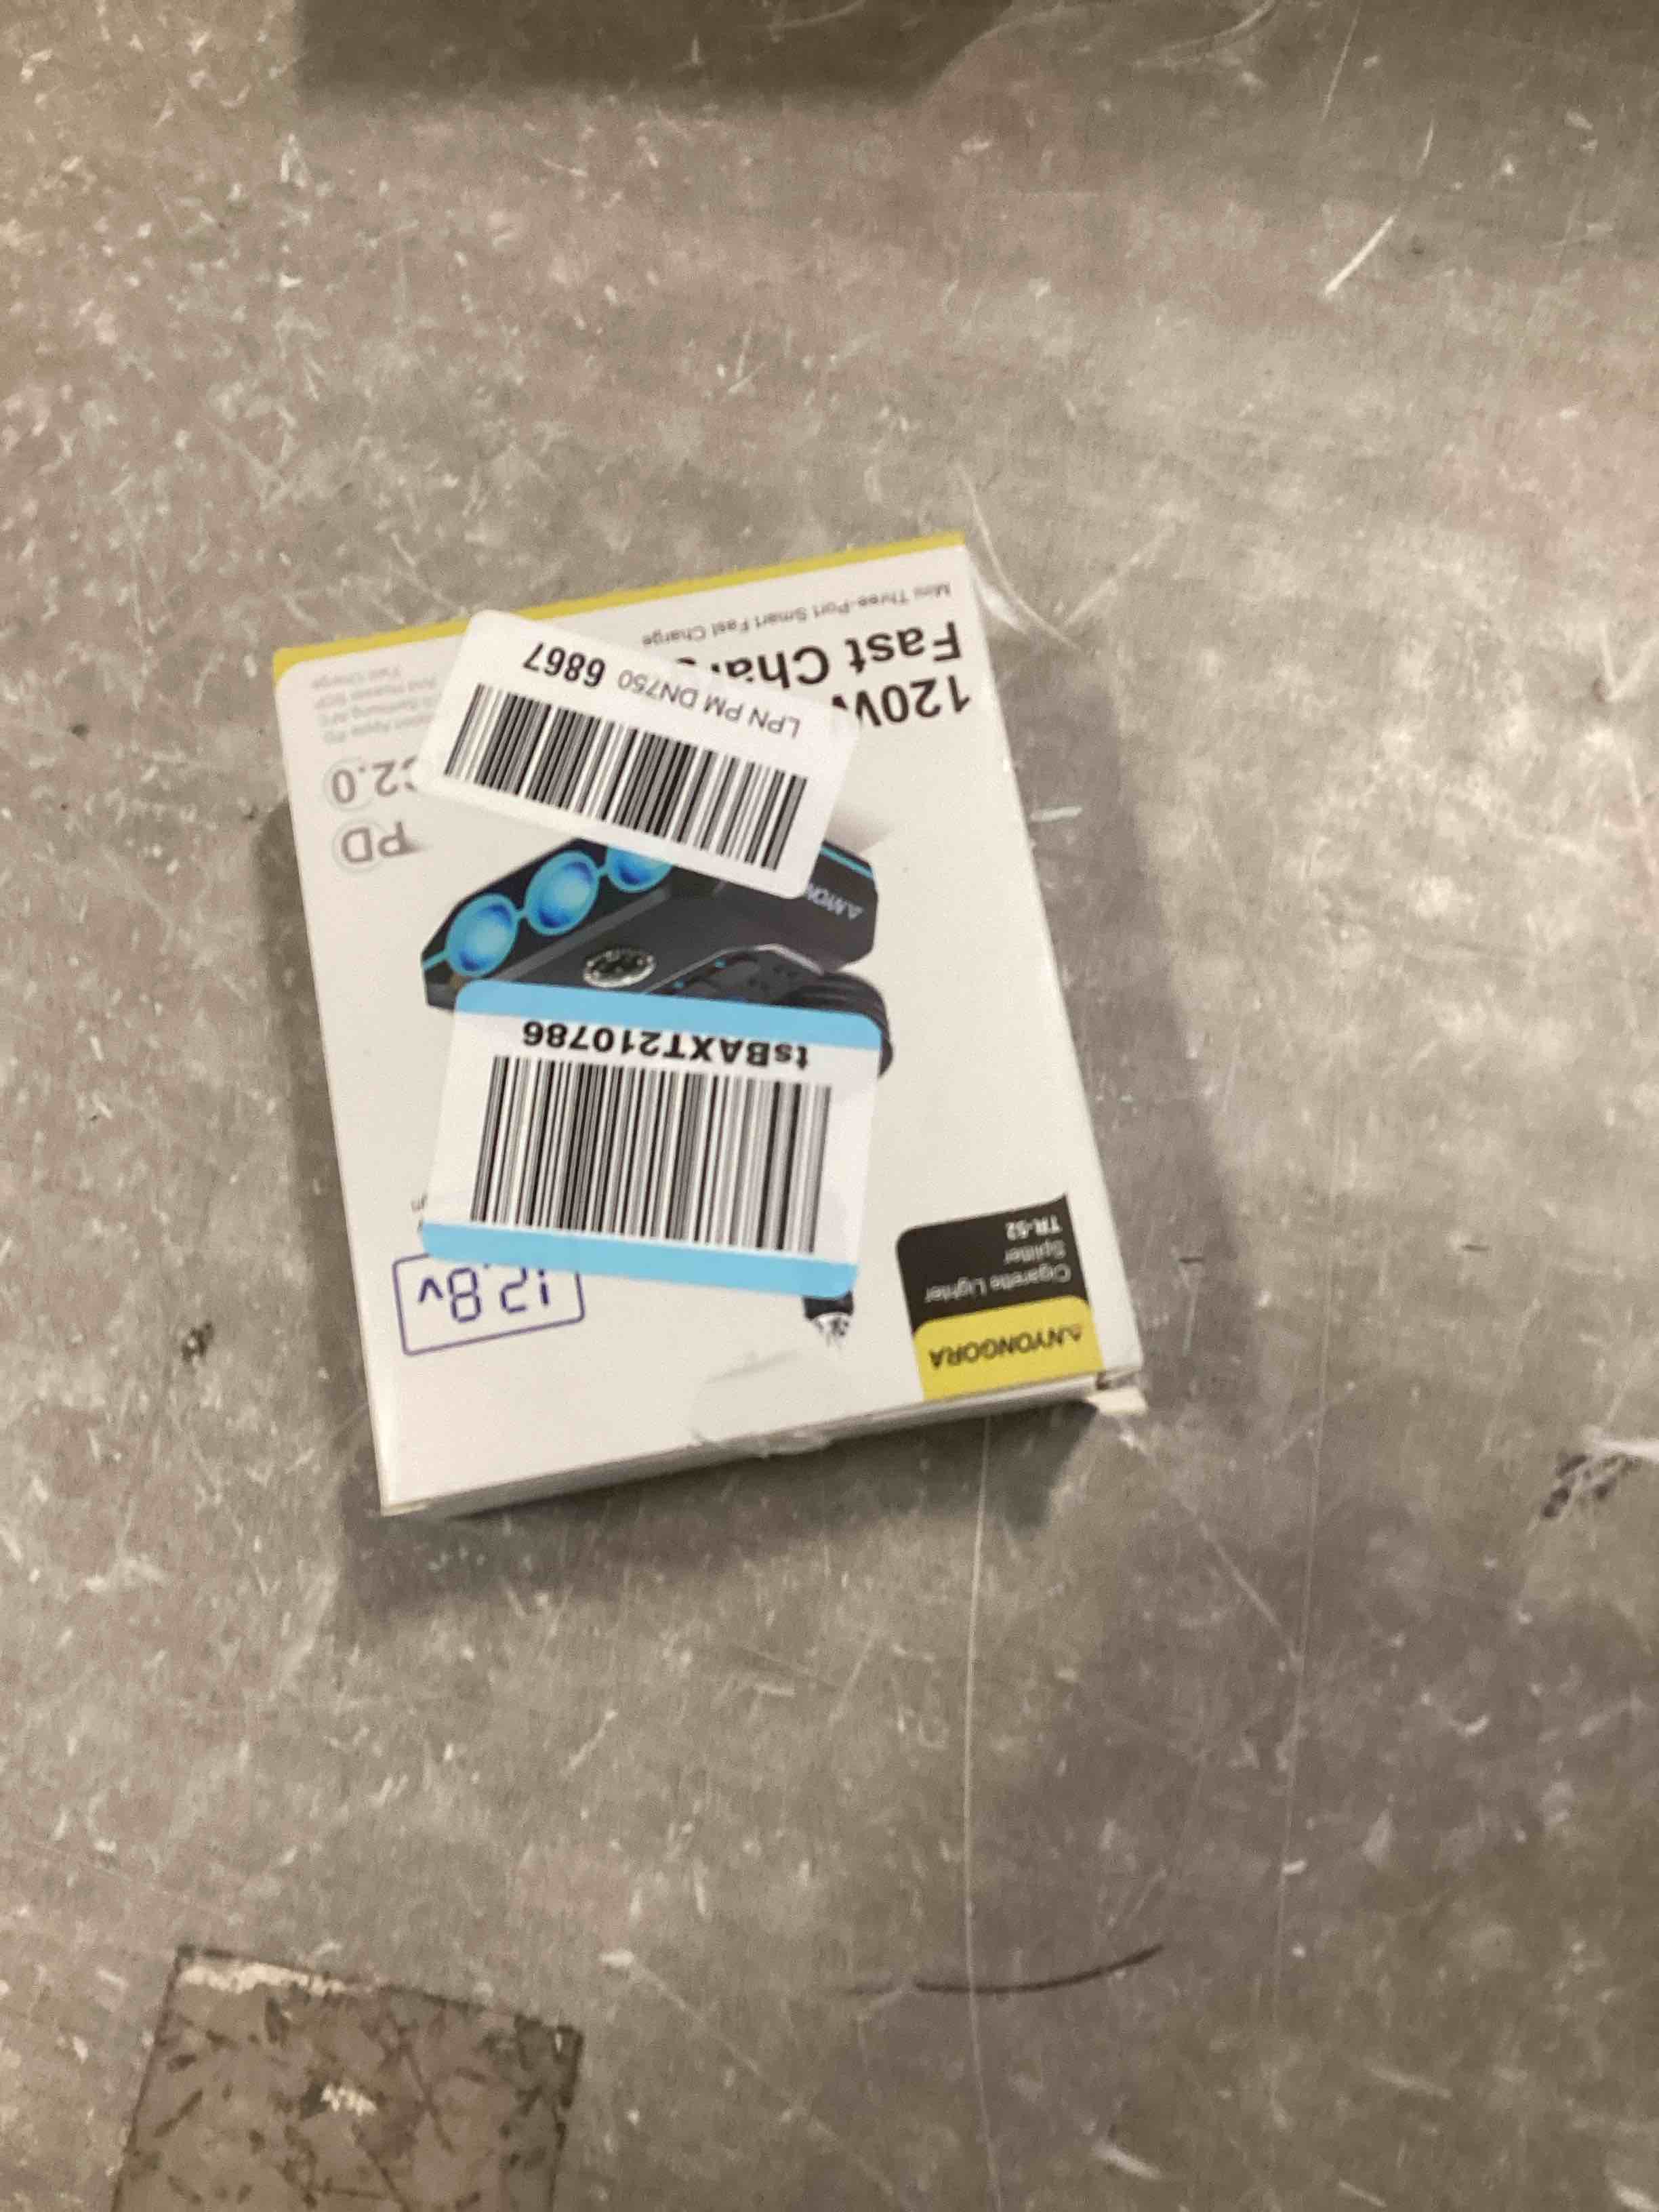 ANYONGORA
Cigarette Lighter
Splitter
TR-52
12.8v
tsBAXT210786
PD
2.0
LPN PM DN750 6867
120W
Fast Char
Mini Three-Port Smart Fast Charge